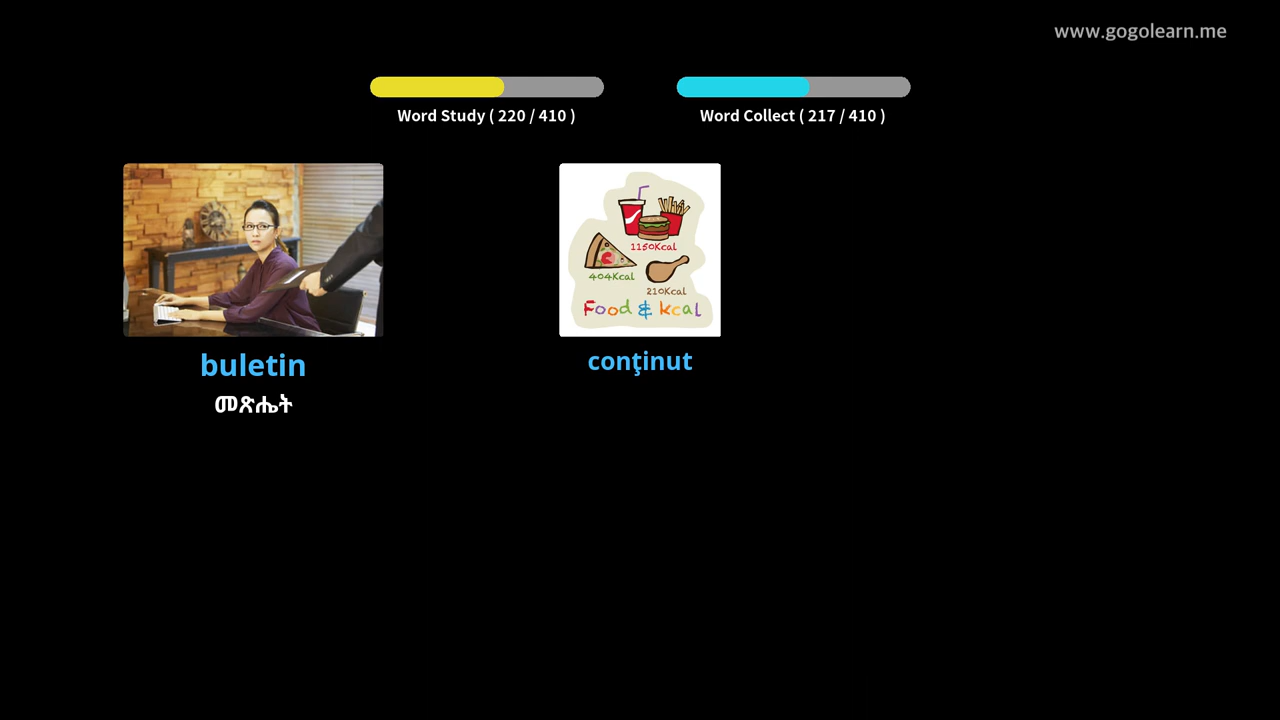 www.gogolearn.me
Word Study ( 220 / 410 )
Word Collect ( 217 / 410 )
1150Kcal
404Kcal
210Kcal
Food & kcal
buletin
conţinut
መጽሔት